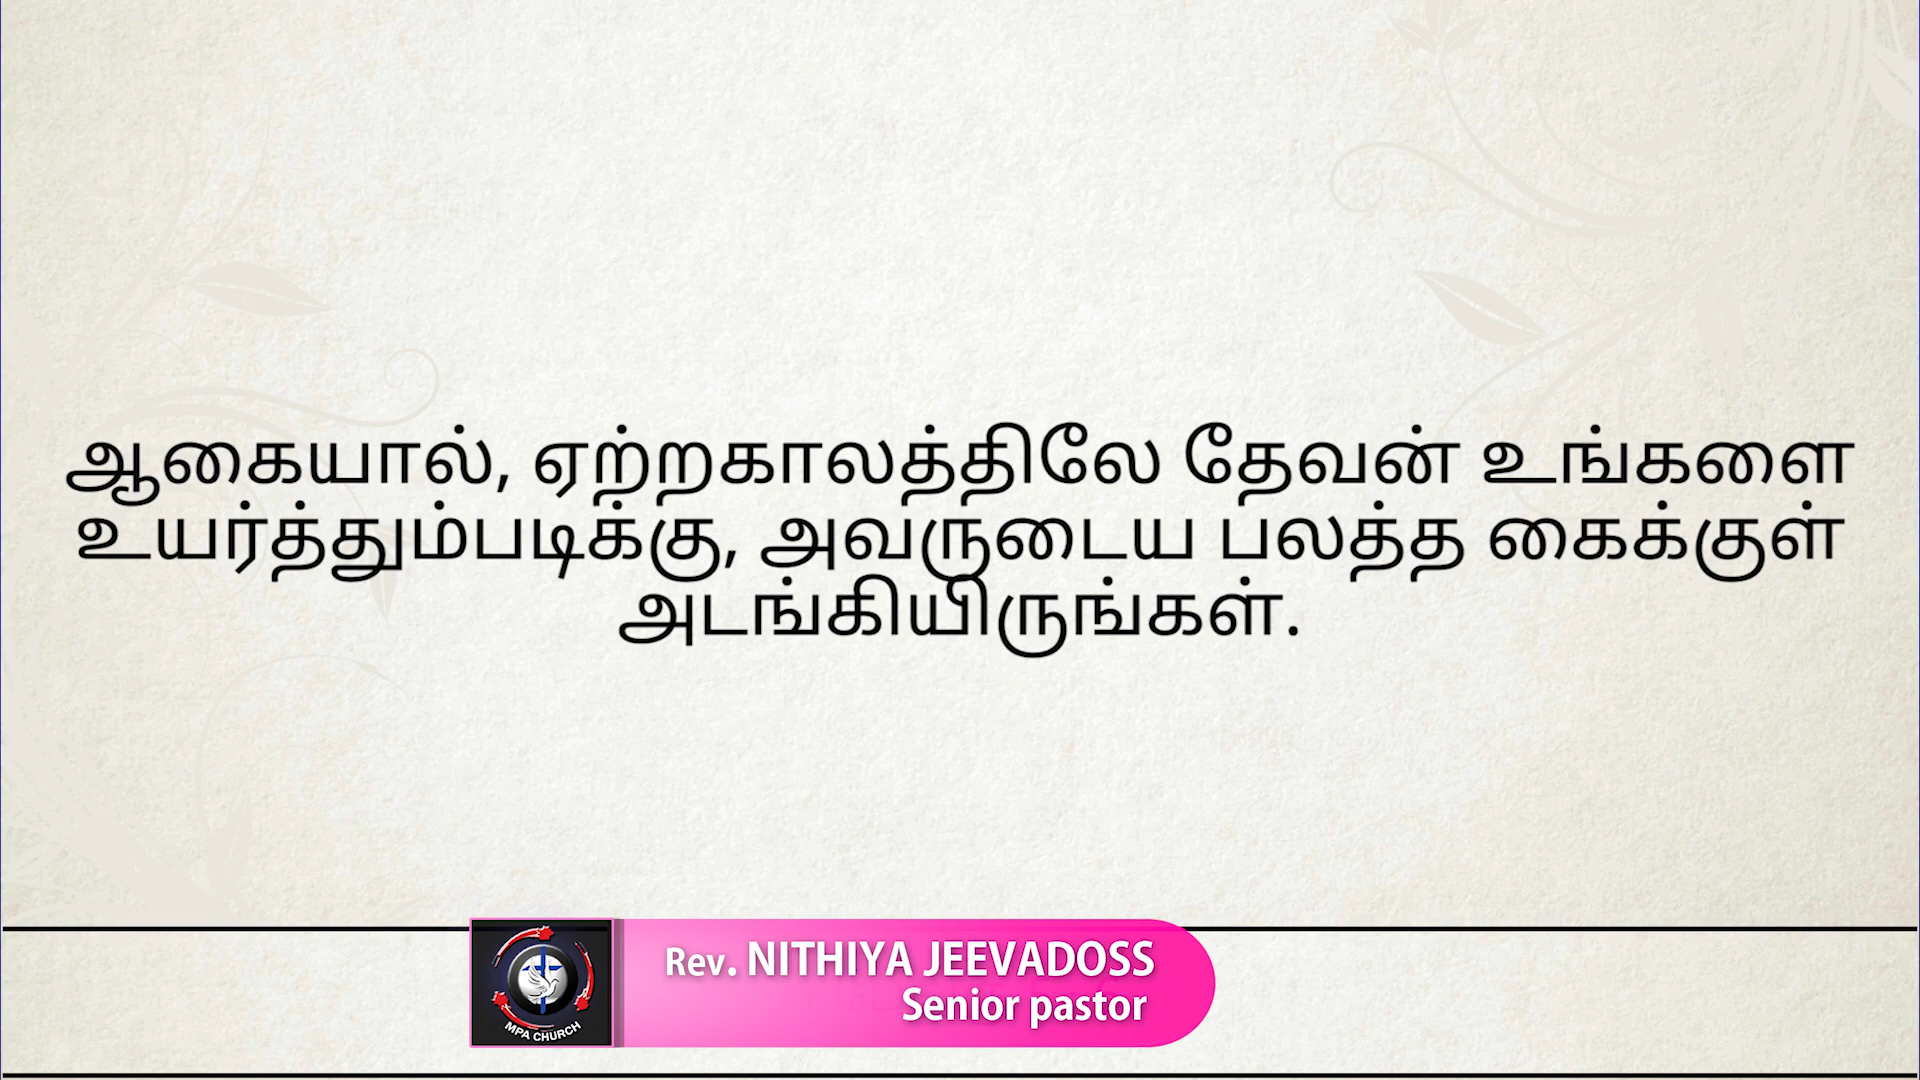 ஆகையால், ஏற்றகாலத்திலே தேவன் உங்களை
உயர்த்தும்படிக்கு, அவருடைய பலத்த கைக்குள்
அடங்கியிருங்கள்.
Rev. NITHIYA JEEVADOSS
Senior pastor
MPA CHURCH